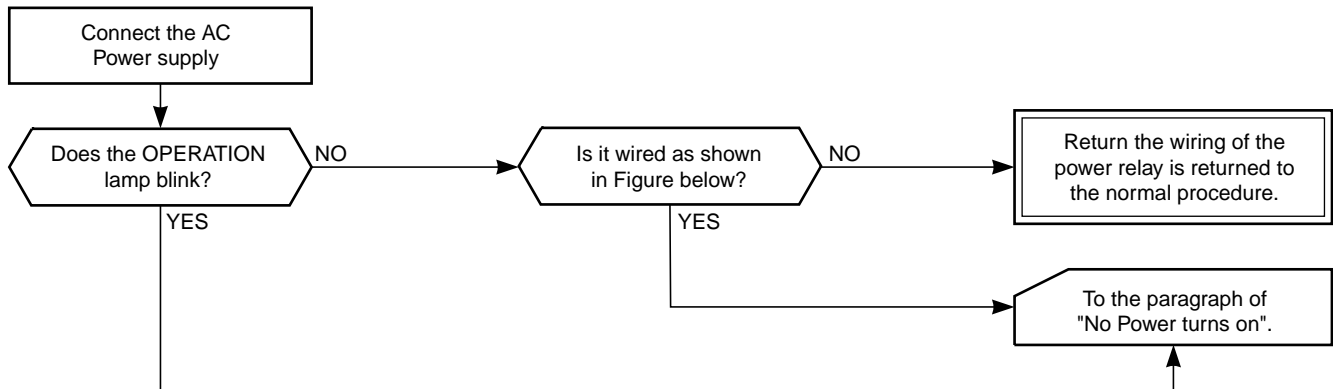 Connect the AC
Power supply
Does the OPERATION
lamp blink?
NO
Is it wired as shown
in Figure below?
NO
Return the wiring of the
power relay is returned to
the normal procedure.
YES
YES
To the paragraph of
"No Power turns on".